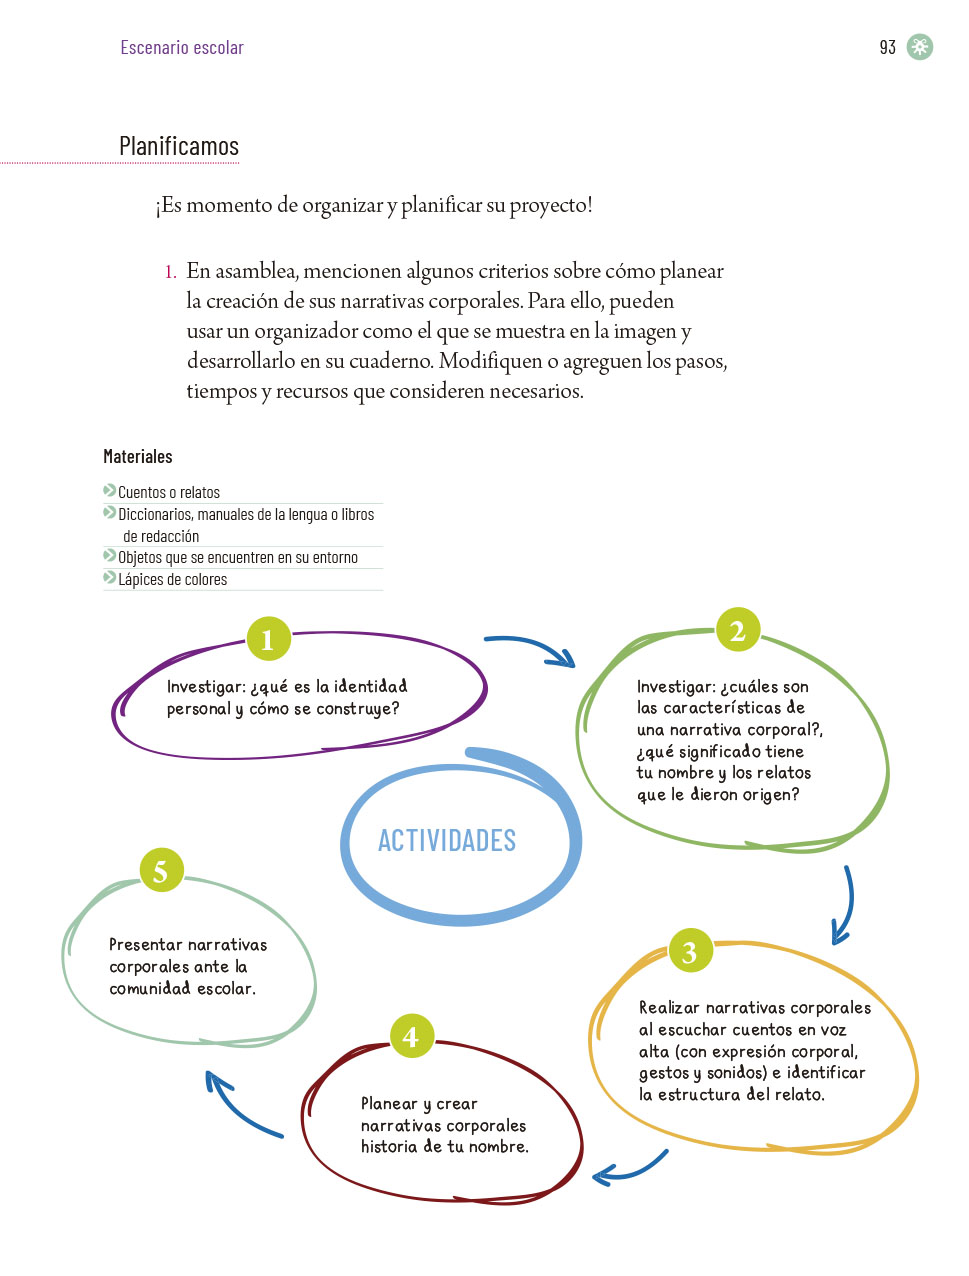 Escenario escolar
93
Planificamos
¡Es momento de organizar y planificar su proyecto!
1. En asamblea, mencionen algunos criterios sobre cómo planear
la creación de sus narrativas corporales. Para ello, pueden
usar un organizador como el que se muestra en la imagen y
desarrollarlo en su cuaderno. Modifiquen o agreguen los pasos,
tiempos y recursos que consideren necesarios.
Materiales
Cuentos o relatos
Diccionarios, manuales de la lengua o libros
de redacción
Objetos que se encuentren en su entorno
Lápices de colores
1
Investigar: ¿qué es la identidad
personal y cómo se construye?
2
Investigar: ¿cuáles son
las características de
una narrativa corporal?,
¿qué significado tiene
tu nombre y los relatos
que le dieron origen?
ACTIVIDADES
3
Realizar narrativas corporales
al escuchar cuentos en voz
alta (con expresión corporal,
gestos y sonidos) e identificar
la estructura del relato.
4
Planear y crear
narrativas corporales
historia de tu nombre.
5
Presentar narrativas
corporales ante la
comunidad escolar.